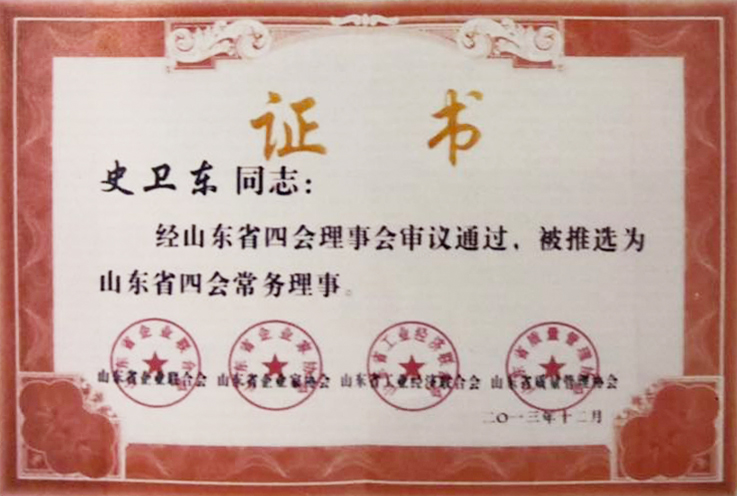 证 书
史卫东 同志：
经山东省四会理事会审议通过，被推选为
山东省四会常务理事。
山东省企业联合会 山东省企业家协会 山东省工业经济联合会 山东省质量管理协会
二〇一三年十二月